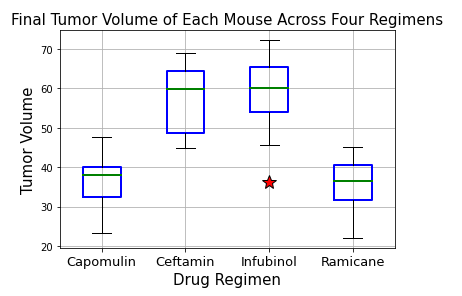 Final Tumor Volume of Each Mouse Across Four Regimens
Tumor Volume
70
60
50
40
30
20
Capomulin Ceftamin Infubinol Ramicane
Drug Regimen